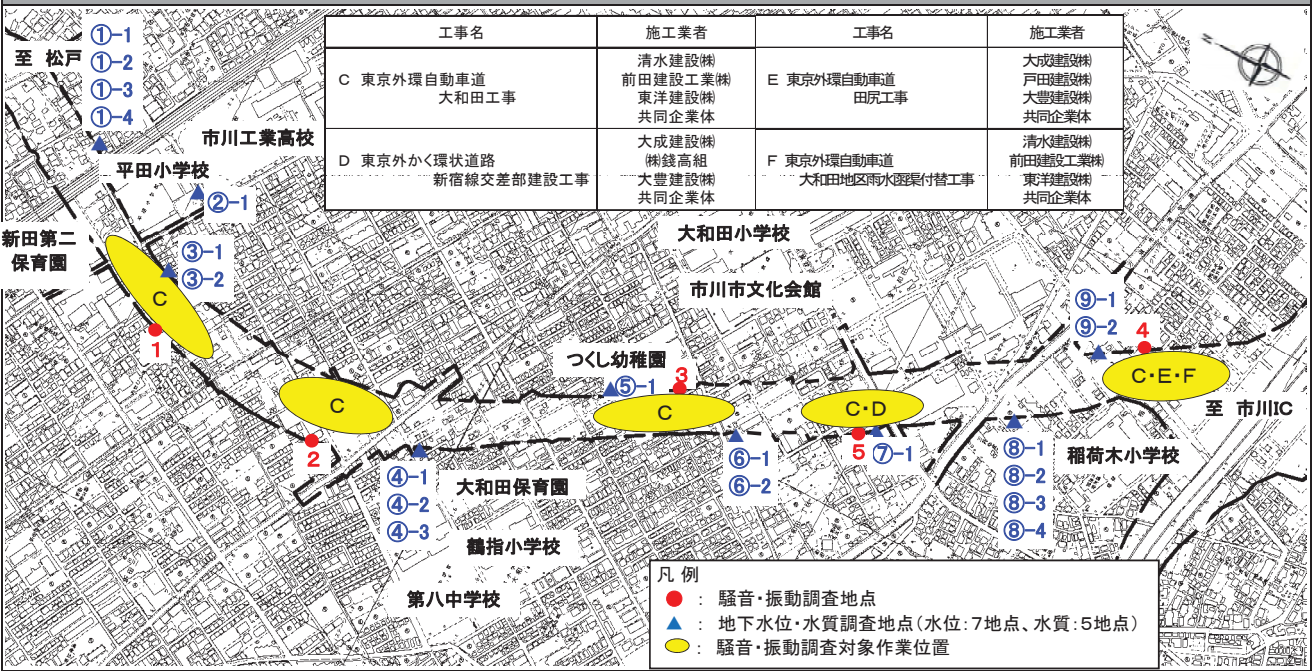 工事名 施工業者 工事名 施工業者
C 東京外環自動車道
大和田工事
清水建設㈱
前田建設工業㈱
東洋建設㈱
共同企業体
E 東京外環自動車道
田尻工事
大成建設㈱
戸田建設㈱
大豊建設㈱
共同企業体
D 東京外かく環状道路
新宿線交差部建設工事
大成建設㈱
㈱錢高組
大豊建設㈱
共同企業体
F 東京外環自動車道
大和田地区雨水函渠付替工事
清水建設㈱
前田建設工業㈱
東洋建設㈱
共同企業体
至 松戸
①-1
①-2
①-3
①-4
市川工業高校
平田小学校
②-1
新田第二
保育園
③-1
③-2
C
1
C
2
④-1
④-2
④-3
大和田保育園
鶴指小学校
第八中学校
つくし幼稚園
⑤-1
3
C
⑥-1
⑥-2
大和田小学校
市川市文化会館
C・D
5
⑦-1
⑨-1
⑨-2
4
C・E・F
至 市川IC
⑧-1
⑧-2
⑧-3
⑧-4
稲荷木小学校
凡 例
● : 騒音・振動調査地点
▲ : 地下水位・水質調査地点(水位:7地点、水質:5地点)
: 騒音・振動調査対象作業位置